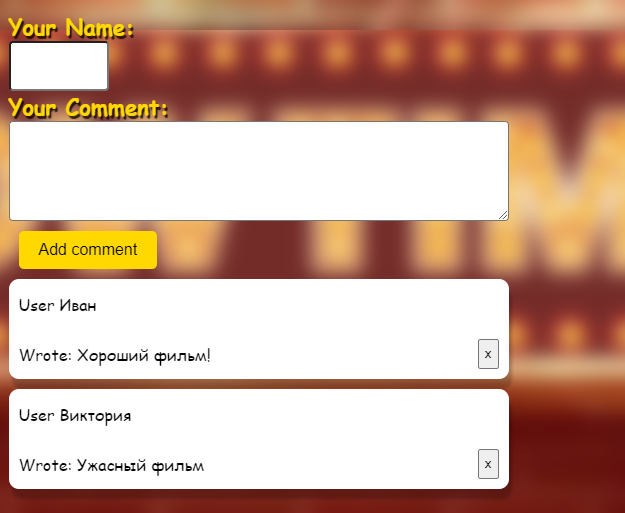 Your Name:
Your Comment:
Add comment
User Иван
Wrote: Хороший фильм!
x
User Виктория
Wrote: Ужасный фильм
x